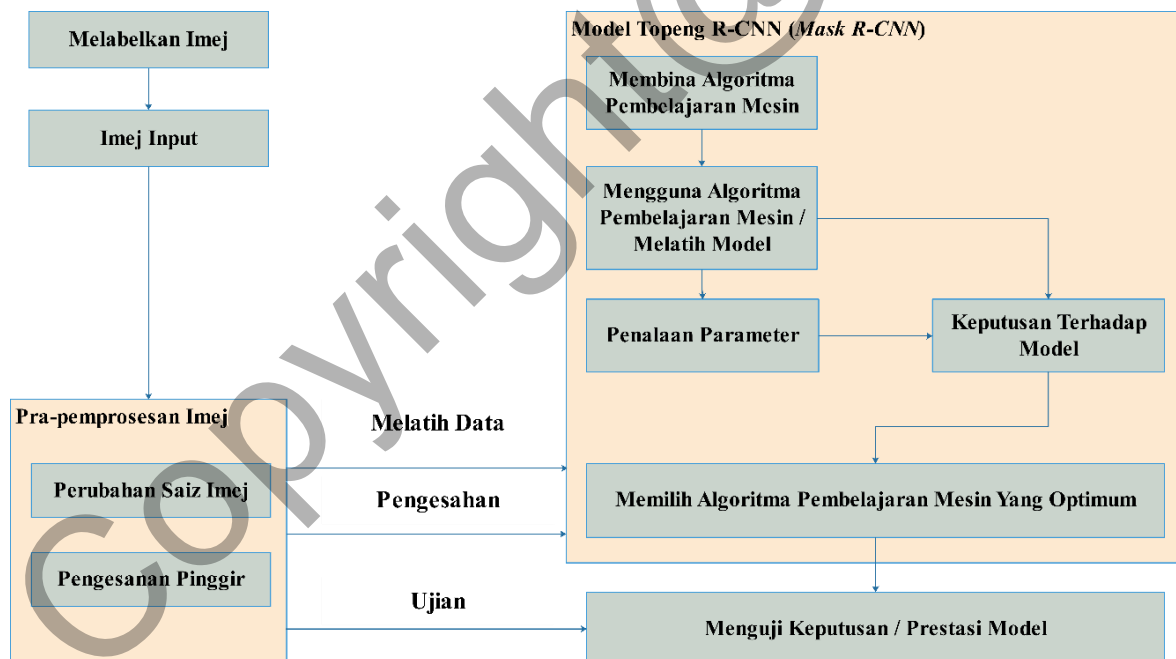 Melabelkan Imej
Imej Input
Pra-pemprosesan Imej
Perubahan Saiz Imej
Pengesanan Pinggir
Melatih Data
Pengesahan
Ujian
Model Topeng R-CNN (Mask R-CNN)
Membina Algoritma
Pembelajaran Mesin
Mengguna Algoritma
Pembelajaran Mesin /
Melatih Model
Penalaan Parameter
Keputusan Terhadap
Model
Memilih Algoritma Pembelajaran Mesin Yang Optimum
Menguji Keputusan / Prestasi Model
Copyright@